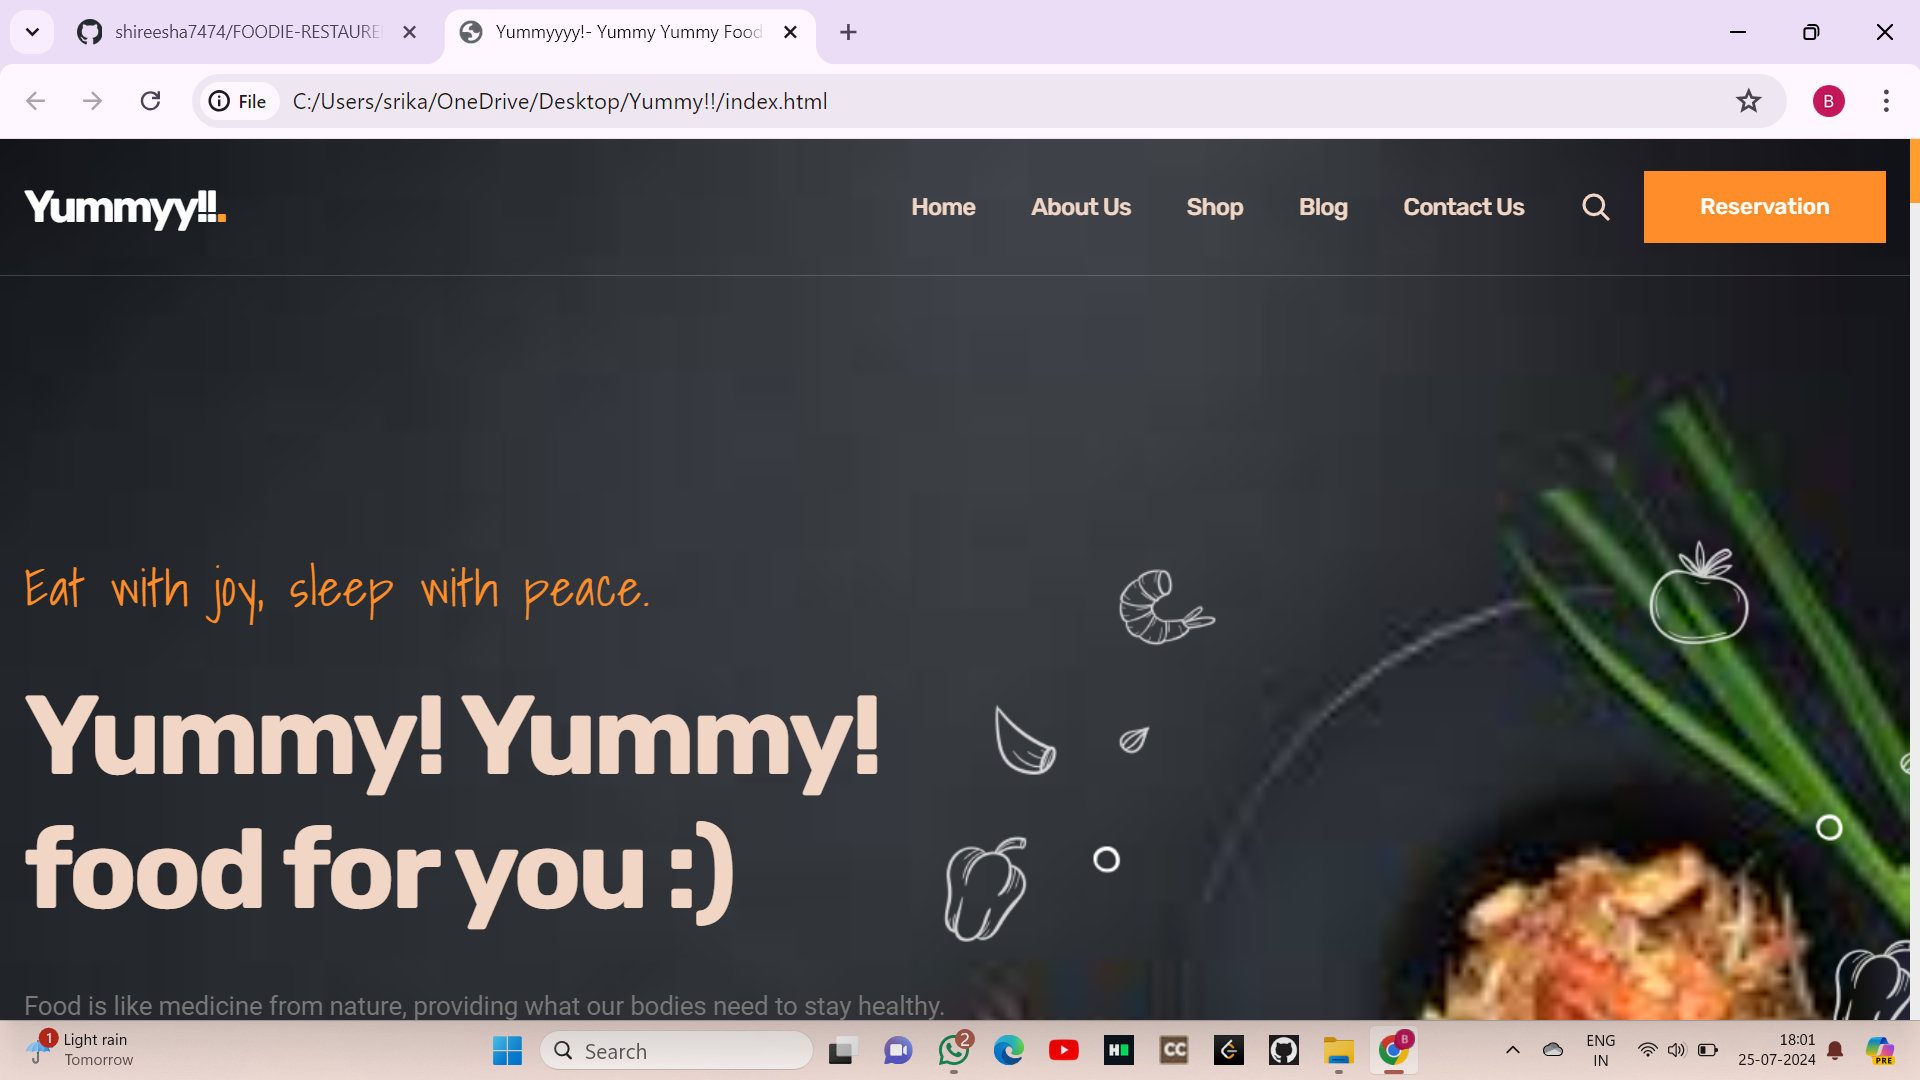 shireesha7474/FOODIE-RESTAURE
Yummyyyy!- Yummy Yummy Food
File
C:/Users/srika/OneDrive/Desktop/Yummy!!/index.html
B
Yummyy!!.
Home
About Us
Shop
Blog
Contact Us
Reservation
Eat with joy, sleep with peace.
Yummy! Yummy!
food for you :)
Food is like medicine from nature, providing what our bodies need to stay healthy.
1
Light rain
Tomorrow
Search
2
H
CC
B
ENG
IN
18:01
25-07-2024
PRE